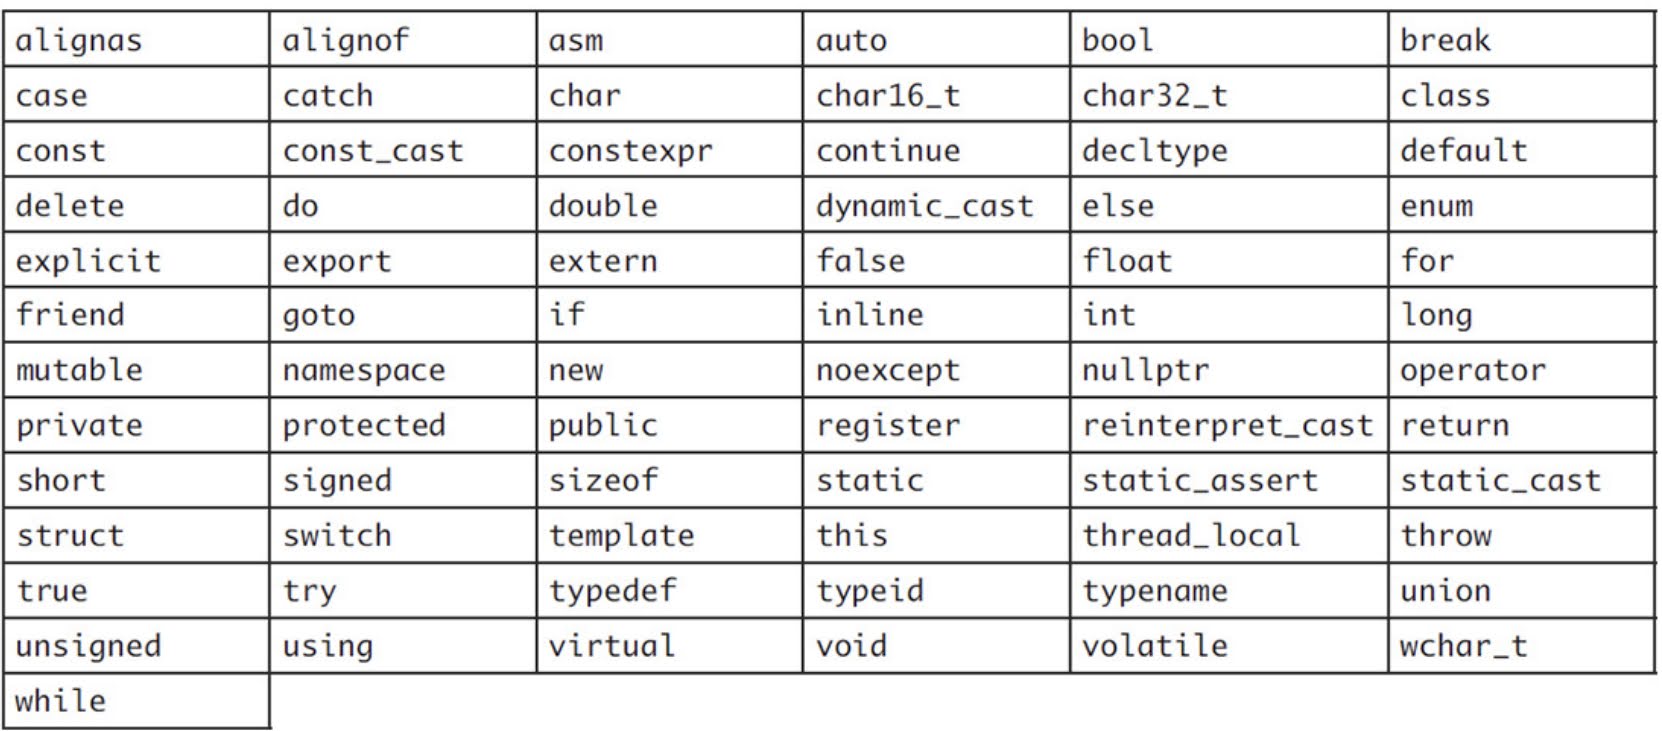 alignas alignof asm auto bool break
case catch char char16_t char32_t class
const const_cast constexpr continue decltype default
delete do double dynamic_cast else enum
explicit export extern false float for
friend goto if inline int long
mutable namespace new noexcept nullptr operator
private protected public register reinterpret_cast return
short signed sizeof static static_assert static_cast
struct switch template this thread_local throw
true try typedef typeid typename union
unsigned using virtual void volatile wchar_t
while